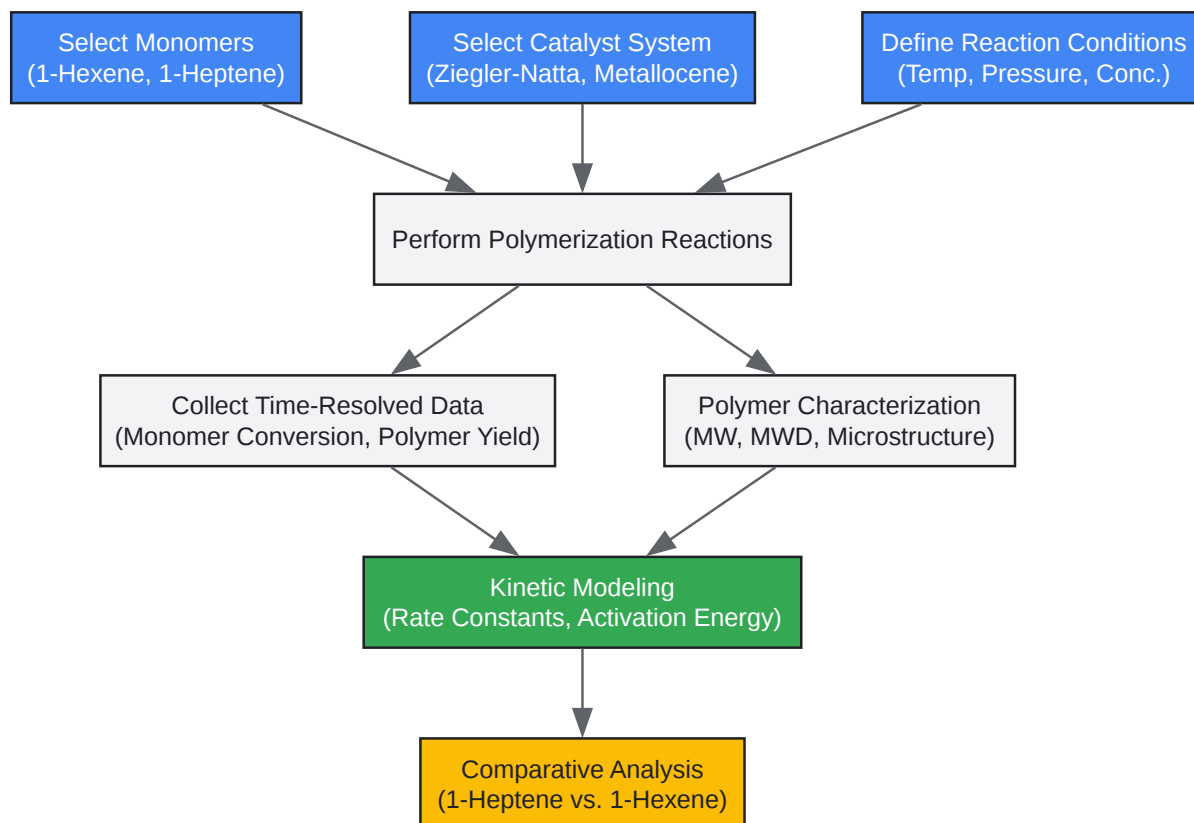 Select Monomers
(1-Hexene, 1-Heptene)
Select Catalyst System
(Ziegler-Natta, Metallocene)
Define Reaction Conditions
(Temp, Pressure, Conc.)
Perform Polymerization Reactions
Collect Time-Resolved Data
(Monomer Conversion, Polymer Yield)
Polymer Characterization
(MW, MWD, Microstructure)
Kinetic Modeling
(Rate Constants, Activation Energy)
Comparative Analysis
(1-Heptene vs. 1-Hexene)